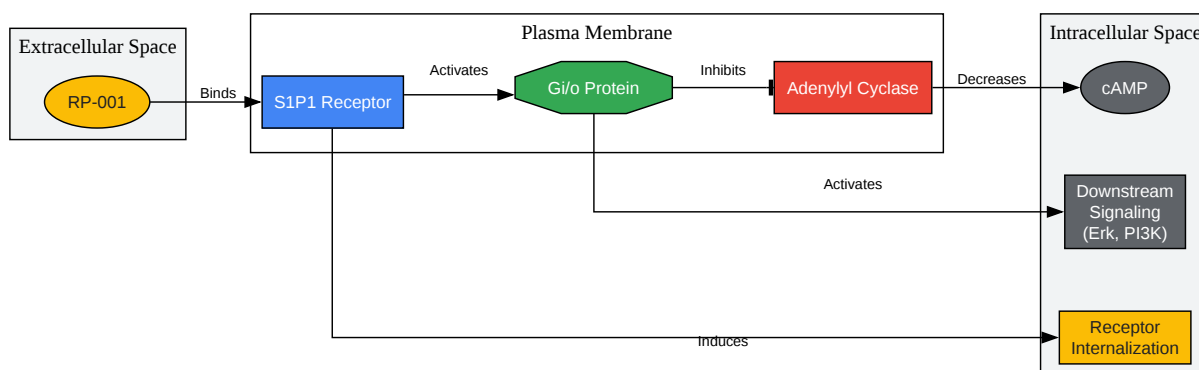 Extracellular Space
RP-001
Binds
Plasma Membrane
S1P1 Receptor
Activates
Gi/o Protein
Inhibits
Adenylyl Cyclase
Decreases
Intracellular Space
cAMP
Activates
Downstream
Signaling
(Erk, PI3K)
Induces
Receptor
Internalization